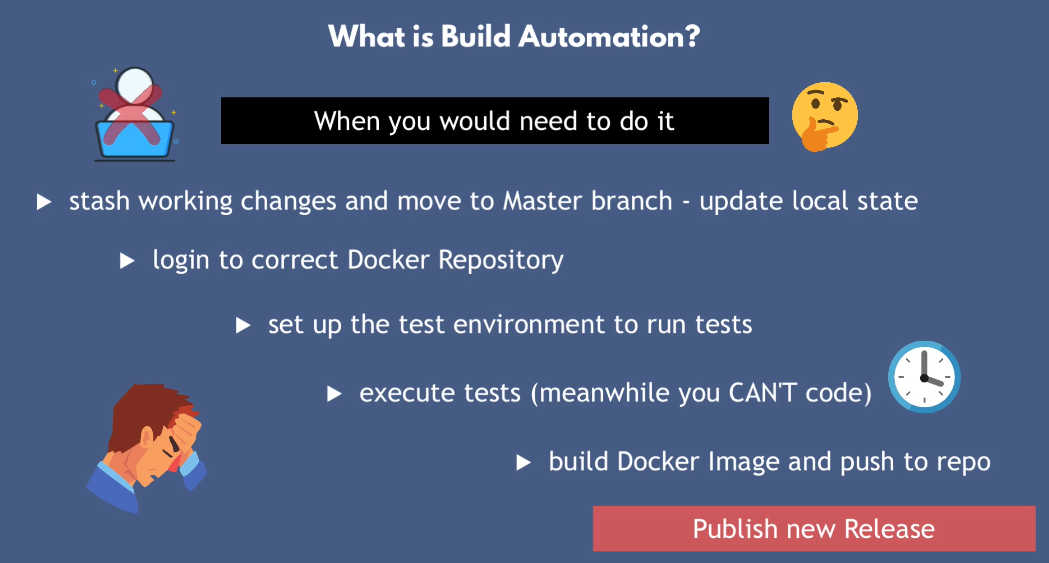 What is Build Automation?
When you would need to do it
stash working changes and move to Master branch - update local state
login to correct Docker Repository
set up the test environment to run tests
execute tests (meanwhile you CAN'T code)
build Docker Image and push to repo
Publish new Release